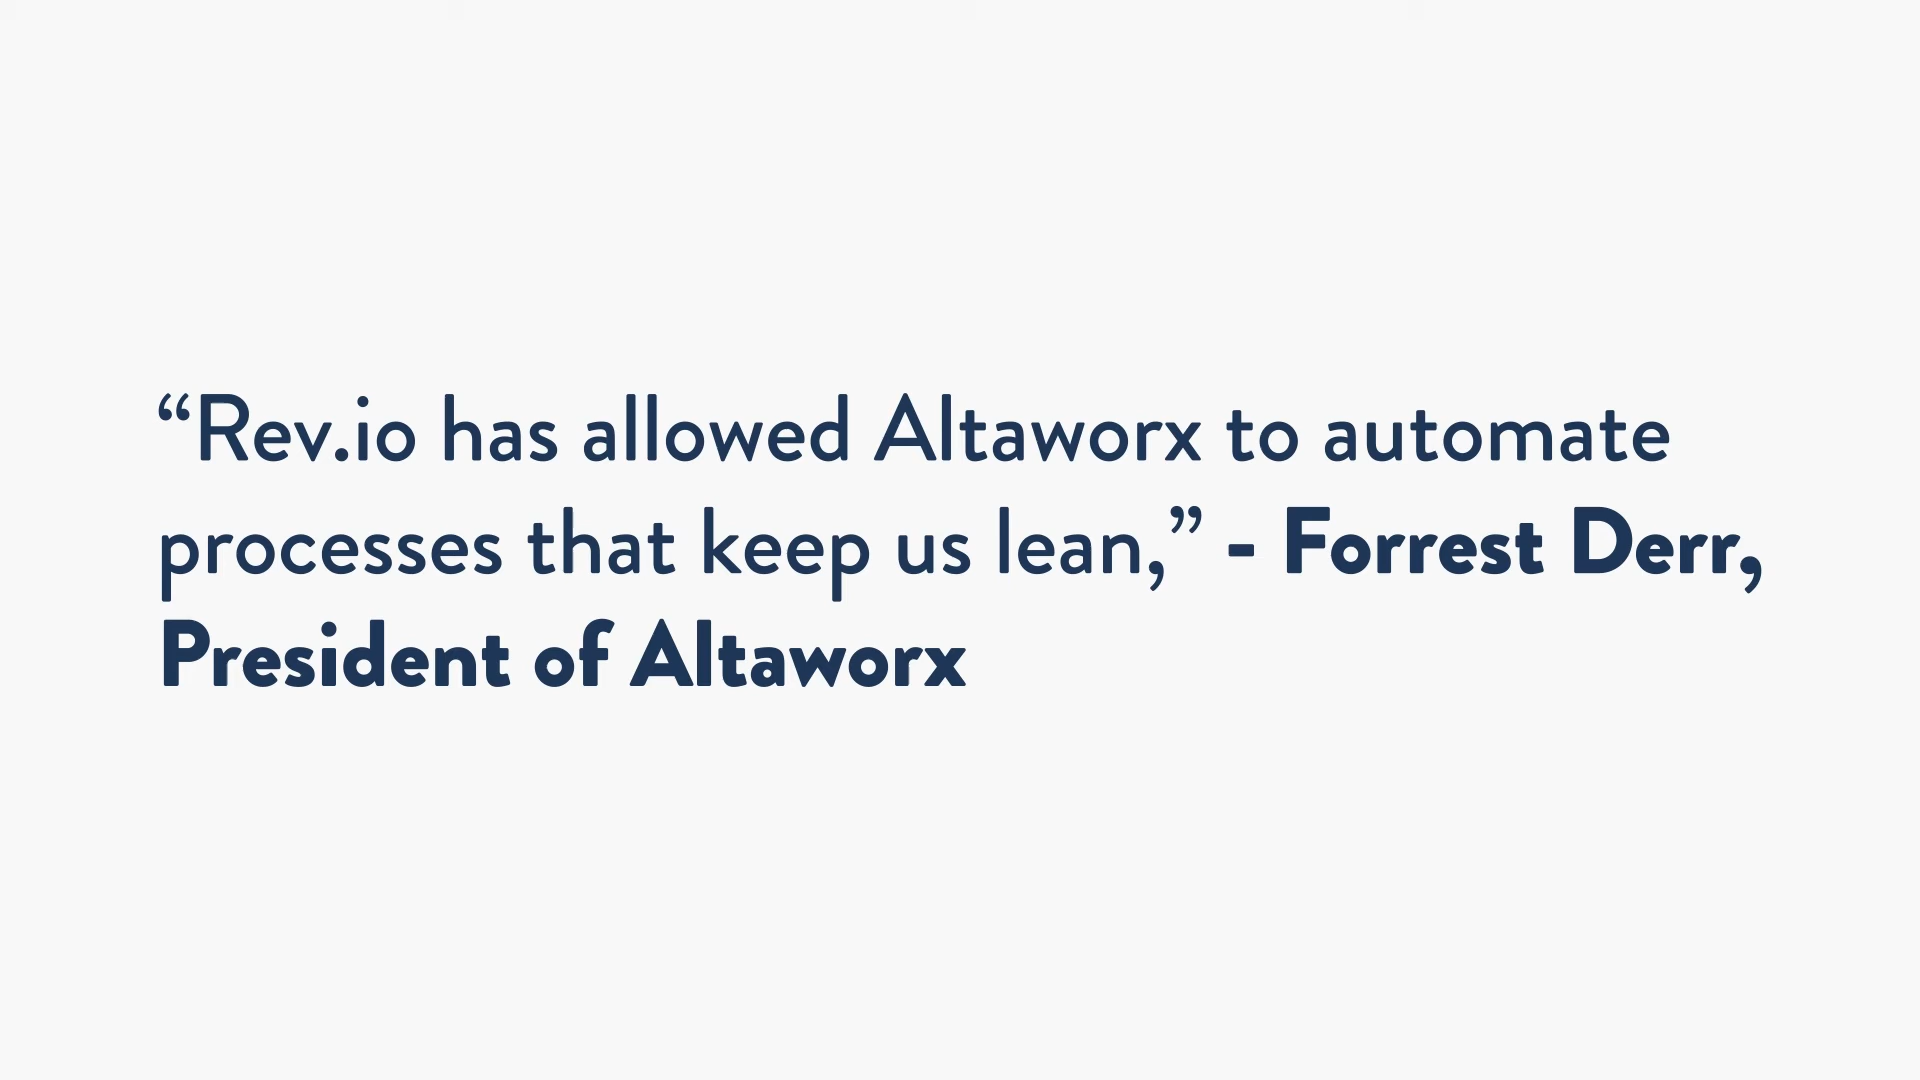 “Rev.io has allowed Altaworx to automate
processes that keep us lean,” - Forrest Derr,
President of Altaworx